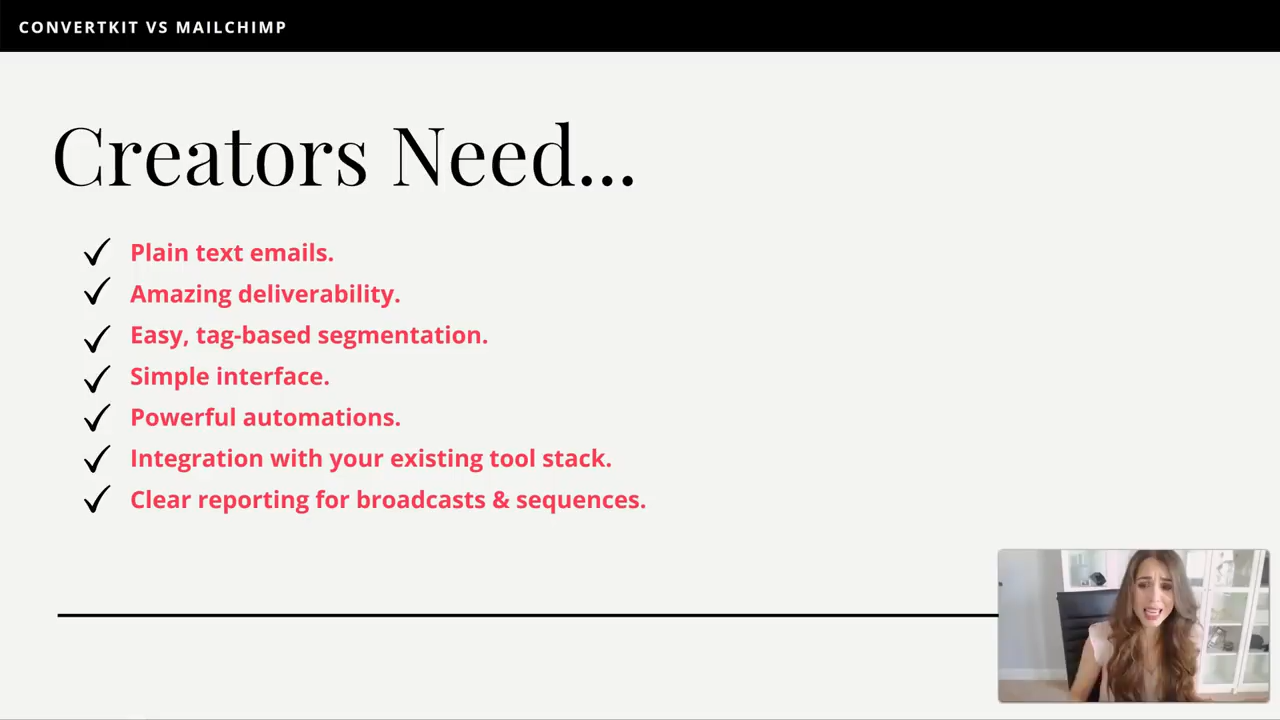 CONVERTKIT VS MAILCHIMP
Creators Need...
Plain text emails.
Amazing deliverability.
Easy, tag-based segmentation.
Simple interface.
Powerful automations.
Integration with your existing tool stack.
Clear reporting for broadcasts & sequences.